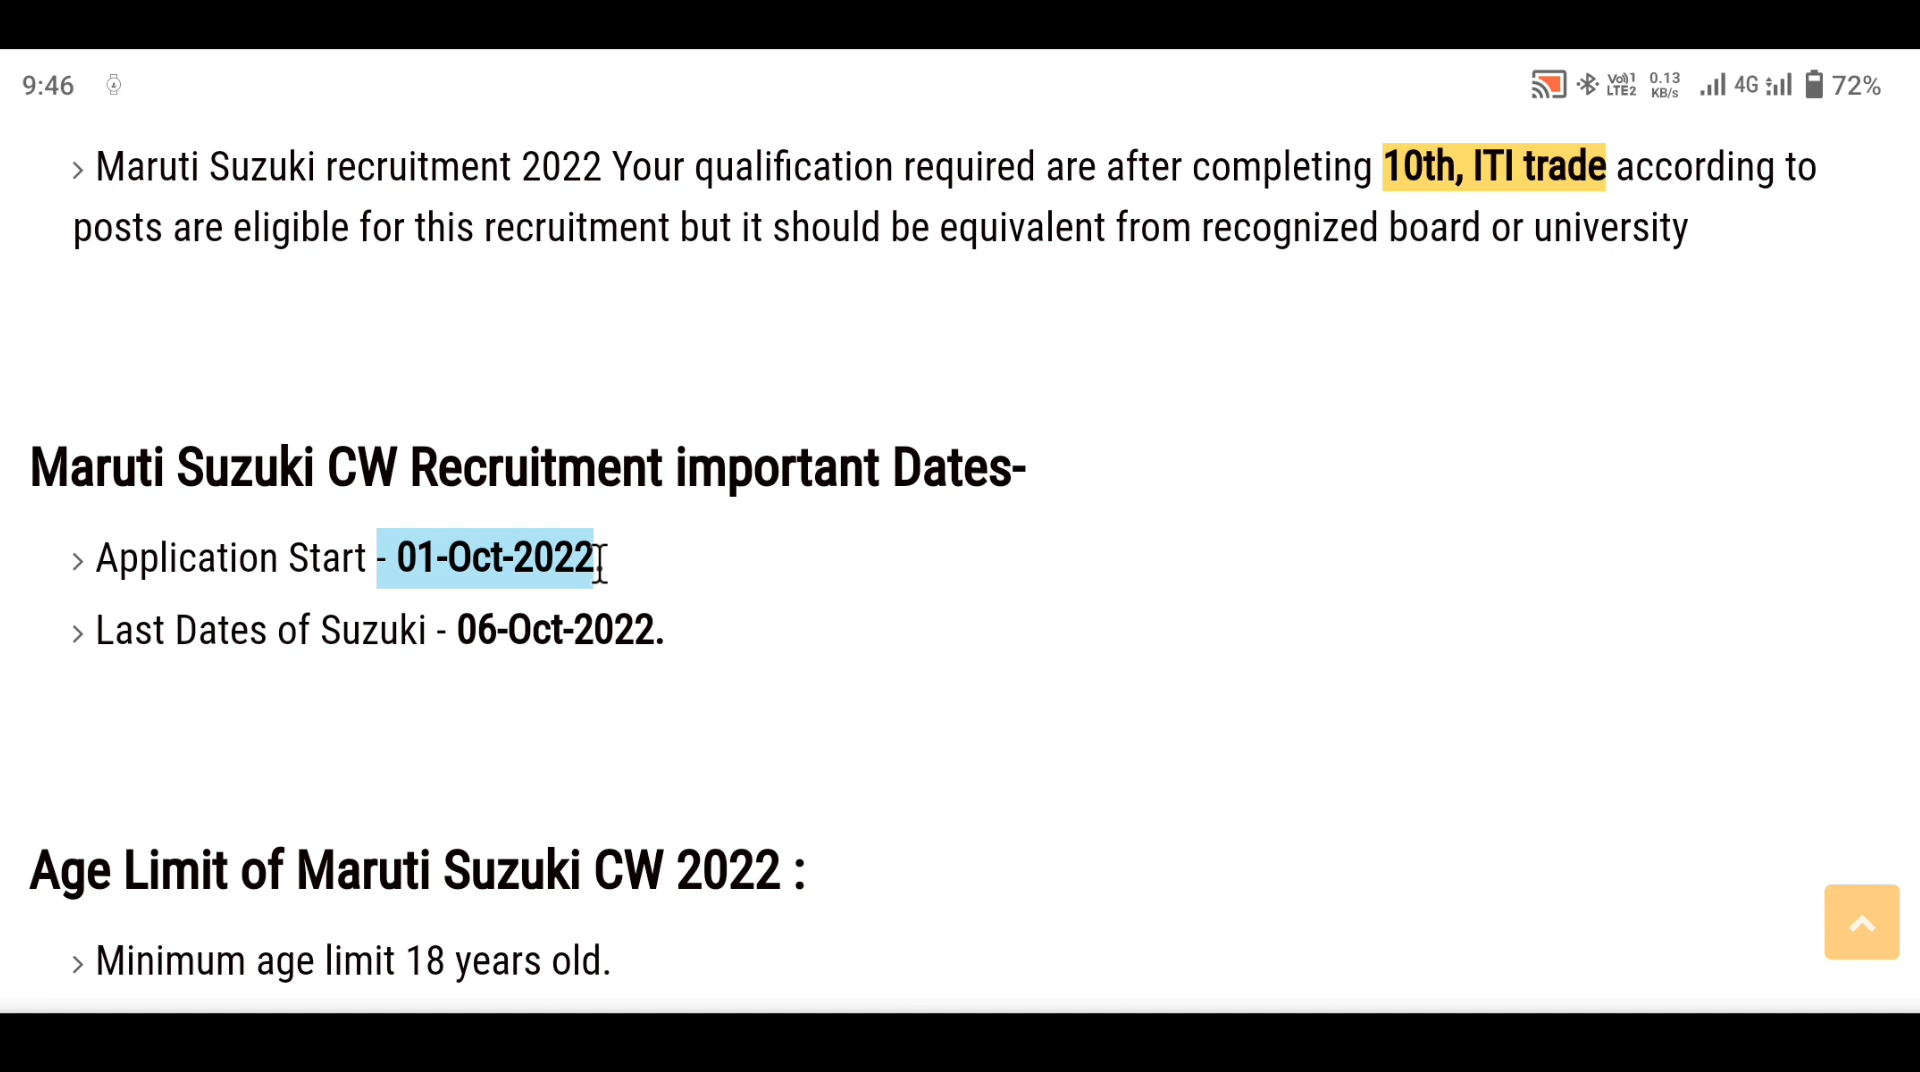 9:46
Vo))1
LTE2
0.13
KB/s
4G
72%
Maruti Suzuki recruitment 2022 Your qualification required are after completing 10th, ITI trade according to
posts are eligible for this recruitment but it should be equivalent from recognized board or university
Maruti Suzuki CW Recruitment important Dates-
Application Start - 01-Oct-2022.
Last Dates of Suzuki - 06-Oct-2022.
Age Limit of Maruti Suzuki CW 2022 :
Minimum age limit 18 years old.